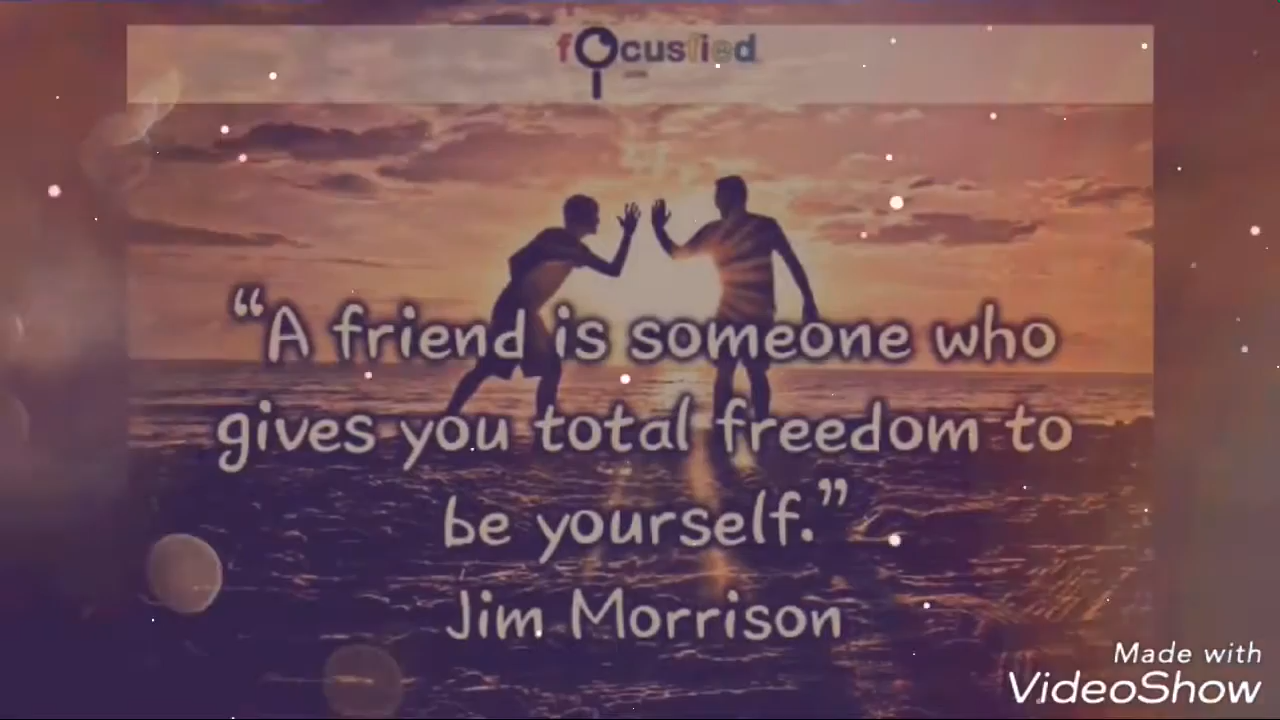 focusfied
“A friend is someone who
gives you total freedom to
be yourself.”
Jim Morrison
Made with
VideoShow